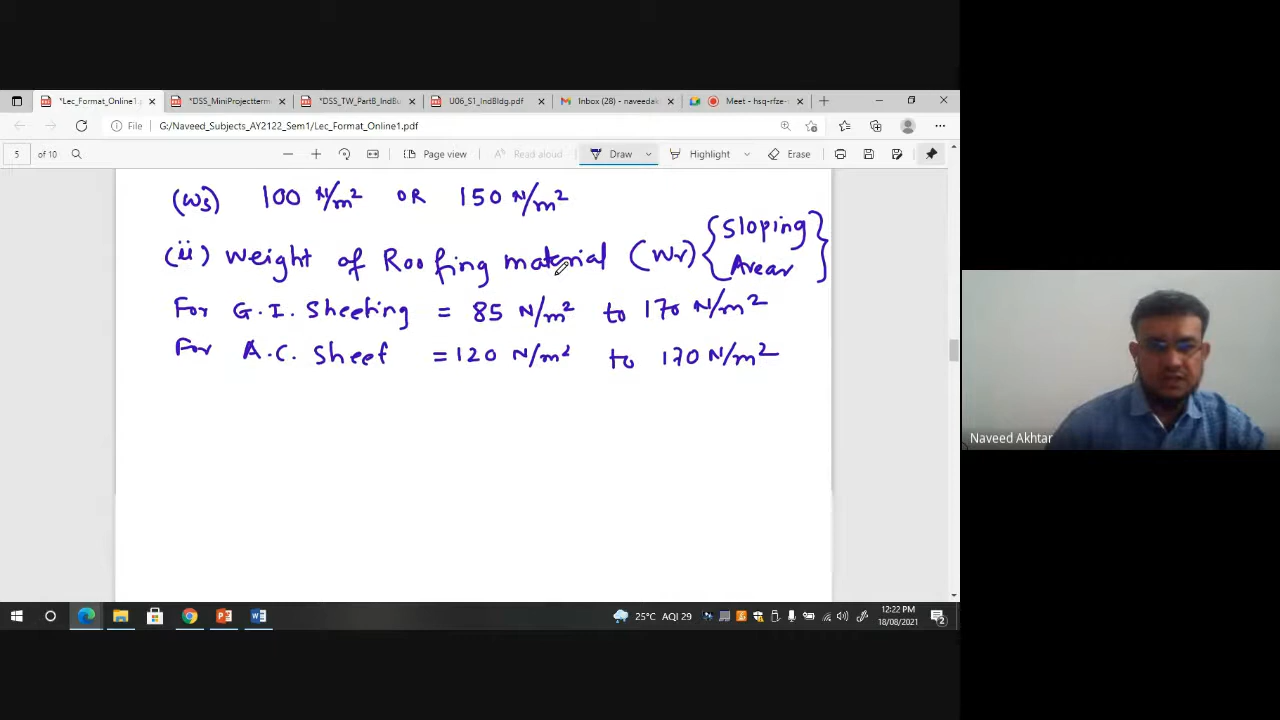 *Lec_Format_Online1.p
*DSS_MiniProjectterm
*DSS_TW_PartB_IndBu
U06_S1_IndBldg.pdf
Inbox (28) - naveedak
Meet - hsq-rfze-
File
G:/Naveed_Subjects_AY2122_Sem1/Lec_Format_Online1.pdf
5 of 10
Page view
Read aloud
Draw
Highlight
Erase
(Ws) 100 N/m² OR 150 N/m²
(ii) Weight of Roofing material (Wr) {Sloping Area}
For G.I. Sheeting = 85 N/m² to 170 N/m²
For A.C. Sheet = 120 N/m² to 170 N/m²
Naveed Akhtar
25°C AQI 29
12:22 PM
18/08/2021
2